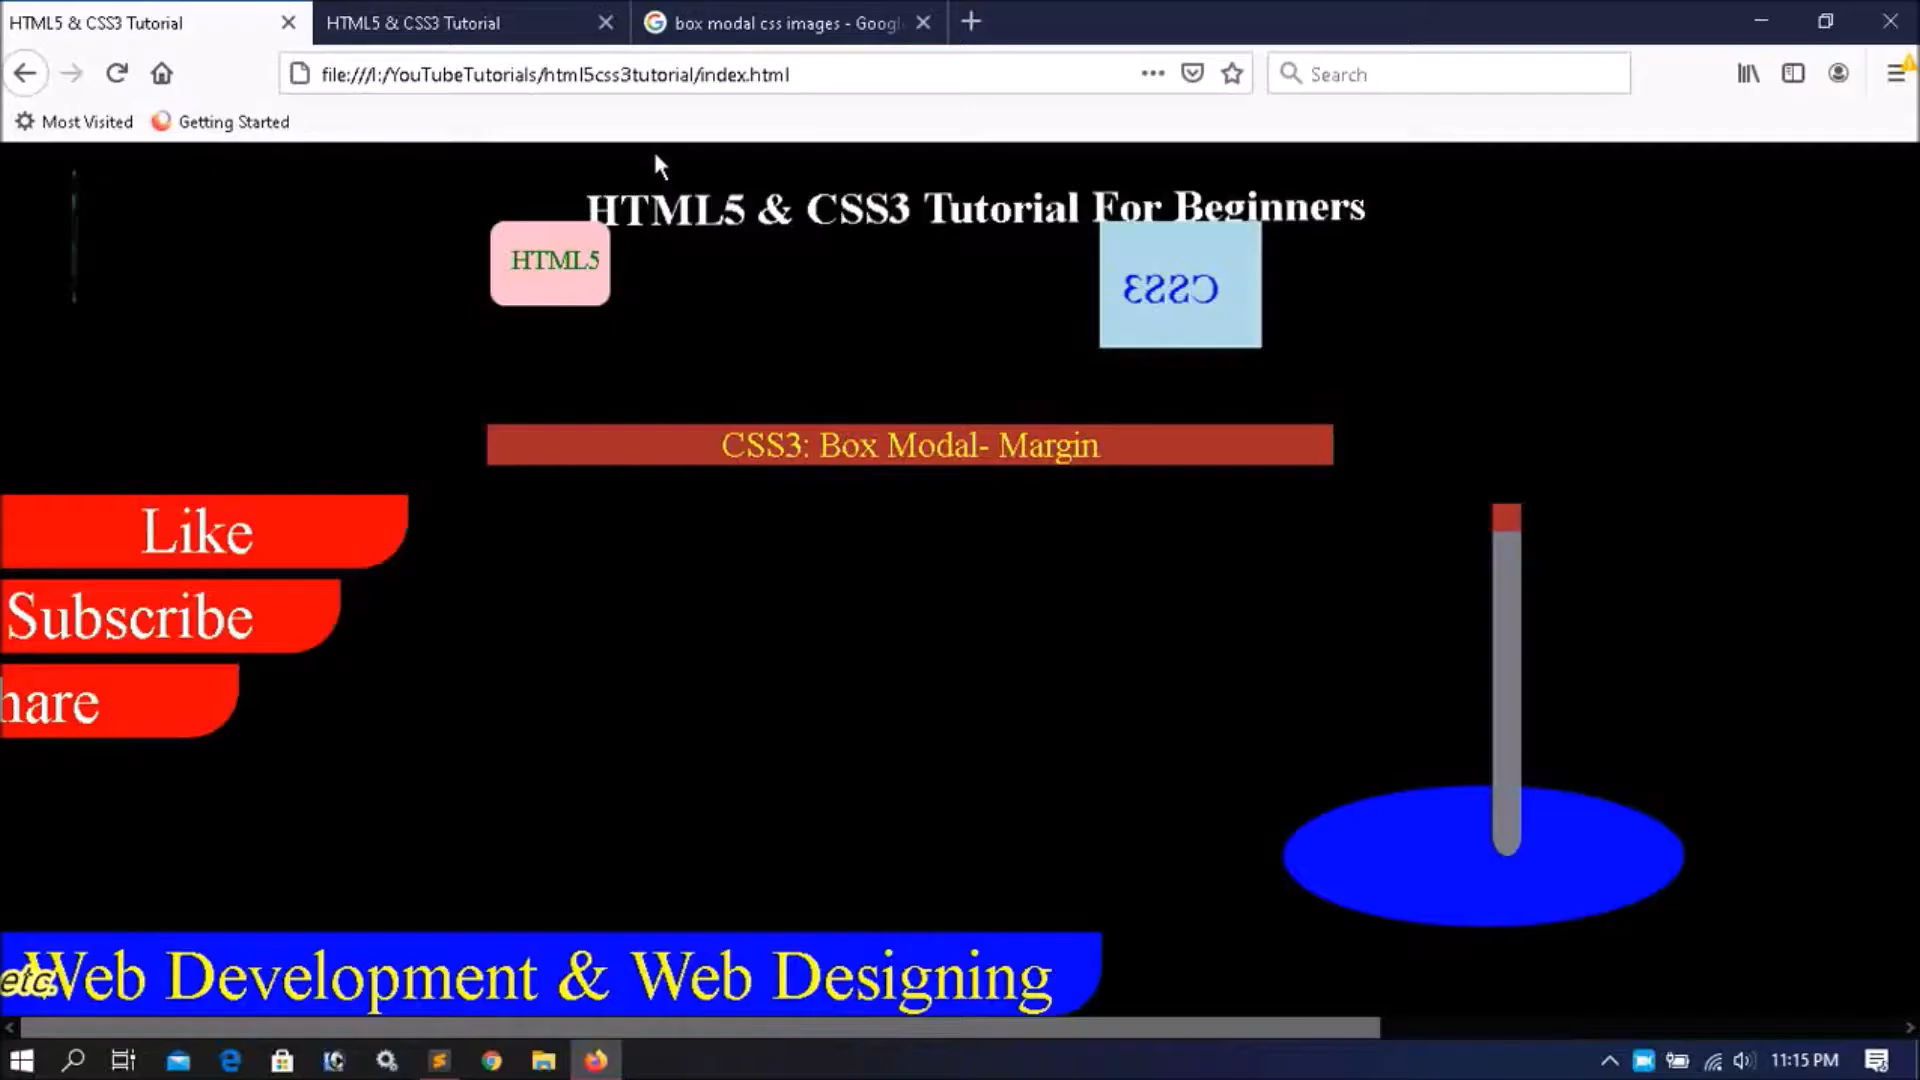 HTML5 & CSS3 Tutorial
HTML5 & CSS3 Tutorial
box modal css images - Googl
file:///I:/YouTubeTutorials/html5css3tutorial/index.html
Search
Most Visited
Getting Started
HTML5 & CSS3 Tutorial For Beginners
HTML5
CSS3
CSS3: Box Modal- Margin
Like
Subscribe
hare
etc.
Web Development & Web Designing
11:15 PM